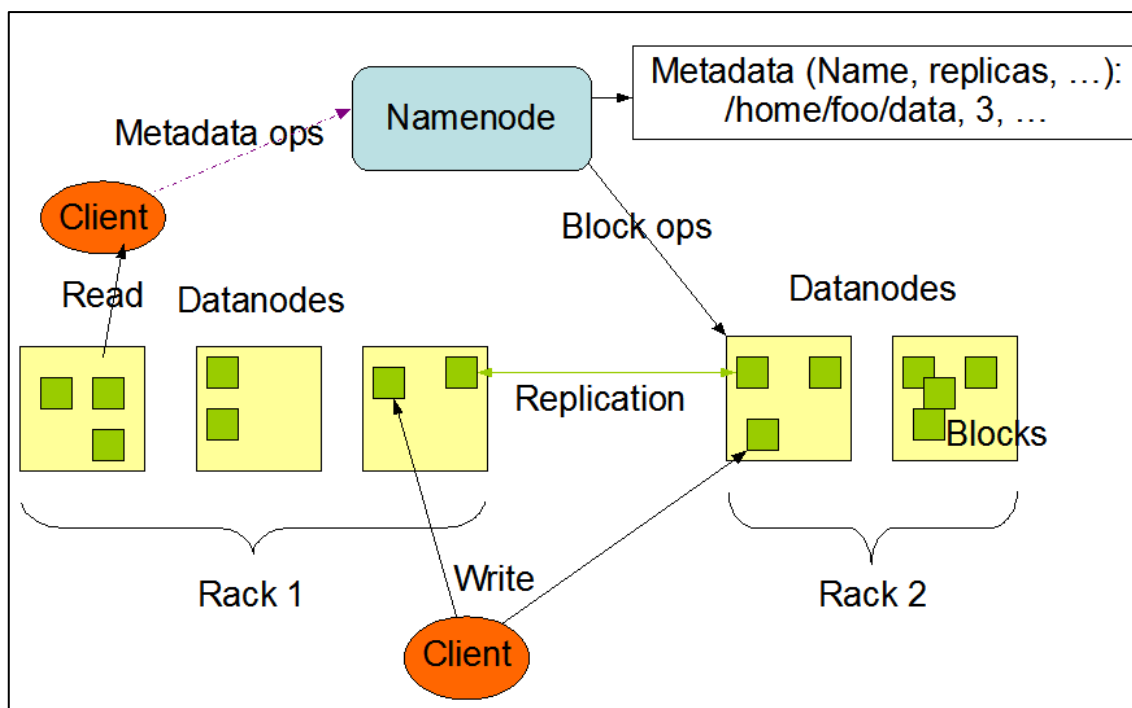 Metadata (Name, replicas, …):
/home/foo/data, 3, …
Namenode
Metadata ops
Client
Block ops
Read
Datanodes
Datanodes
Replication
Blocks
Rack 1
Write
Rack 2
Client